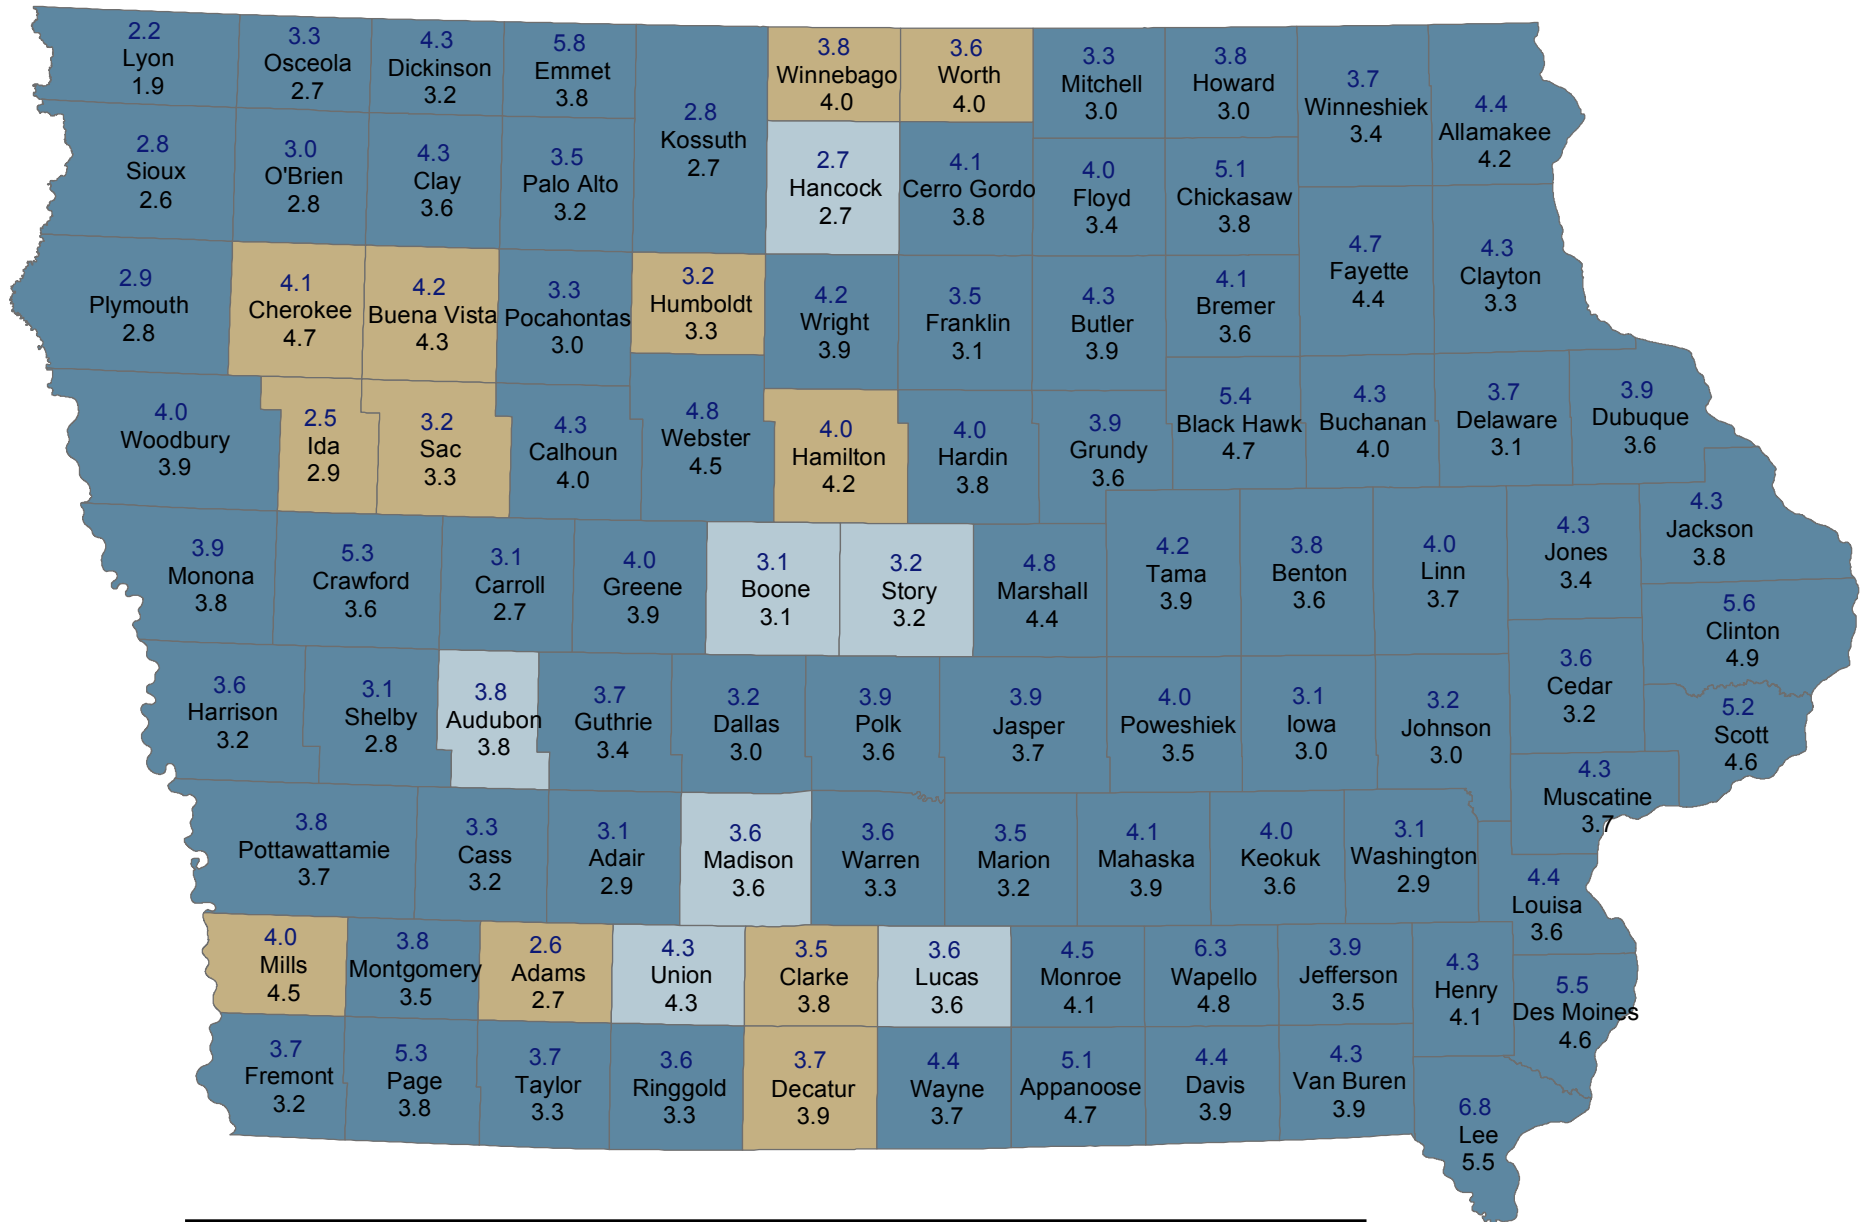 2.2
Lyon
1.9
3.3
Osceola
2.7
4.3
Dickinson
3.2
5.8
Emmet
3.8
2.8
Kossuth
2.7
3.8
Winnebago
4.0
3.6
Worth
4.0
3.3
Mitchell
3.0
3.8
Howard
3.0
3.7
Winneshiek
3.4
4.4
Allamakee
4.2
2.8
Sioux
2.6
3.0
O'Brien
2.8
4.3
Clay
3.6
3.5
Palo Alto
3.2
2.7
Hancock
2.7
4.1
Cerro Gordo
3.8
4.0
Floyd
3.4
5.1
Chickasaw
3.8
4.7
Fayette
4.4
4.3
Clayton
3.3
2.9
Plymouth
2.8
4.1
Cherokee
4.7
4.2
Buena Vista
4.3
3.3
Pocahontas
3.0
3.2
Humboldt
3.3
4.2
Wright
3.9
3.5
Franklin
3.1
4.3
Butler
3.9
4.1
Bremer
3.6
4.0
Woodbury
3.9
2.5
Ida
2.9
3.2
Sac
3.3
4.3
Calhoun
4.0
4.8
Webster
4.5
4.0
Hamilton
4.2
4.0
Hardin
3.8
3.9
Grundy
3.6
5.4
Black Hawk
4.7
4.3
Buchanan
4.0
3.7
Delaware
3.1
3.9
Dubuque
3.6
3.9
Monona
3.8
5.3
Crawford
3.6
3.1
Carroll
2.7
4.0
Greene
3.9
3.1
Boone
3.1
3.2
Story
3.2
4.8
Marshall
4.4
4.2
Tama
3.9
3.8
Benton
3.6
4.0
Linn
3.7
4.3
Jones
3.4
4.3
Jackson
3.8
5.6
Clinton
4.9
3.6
Harrison
3.2
3.1
Shelby
2.8
3.8
Audubon
3.8
3.7
Guthrie
3.4
3.2
Dallas
3.0
3.9
Polk
3.6
3.9
Jasper
3.7
4.0
Poweshiek
3.5
3.1
Iowa
3.0
3.2
Johnson
3.0
3.6
Cedar
3.2
5.2
Scott
4.6
4.3
Muscatine
3.7
3.8
Pottawattamie
3.7
3.3
Cass
3.2
3.1
Adair
2.9
3.6
Madison
3.6
3.6
Warren
3.3
3.5
Marion
3.2
4.1
Mahaska
3.9
4.0
Keokuk
3.6
3.1
Washington
2.9
4.4
Louisa
3.6
4.0
Mills
4.5
3.8
Montgomery
3.5
2.6
Adams
2.7
4.3
Union
4.3
3.5
Clarke
3.8
3.6
Lucas
3.6
4.5
Monroe
4.1
6.3
Wapello
4.8
3.9
Jefferson
3.5
4.3
Henry
4.1
5.5
Des Moines
4.6
3.7
Fremont
3.2
5.3
Page
3.8
3.7
Taylor
3.3
3.6
Ringgold
3.3
3.7
Decatur
3.9
4.4
Wayne
3.7
5.1
Appanoose
4.7
4.4
Davis
3.9
4.3
Van Buren
3.9
6.8
Lee
5.5